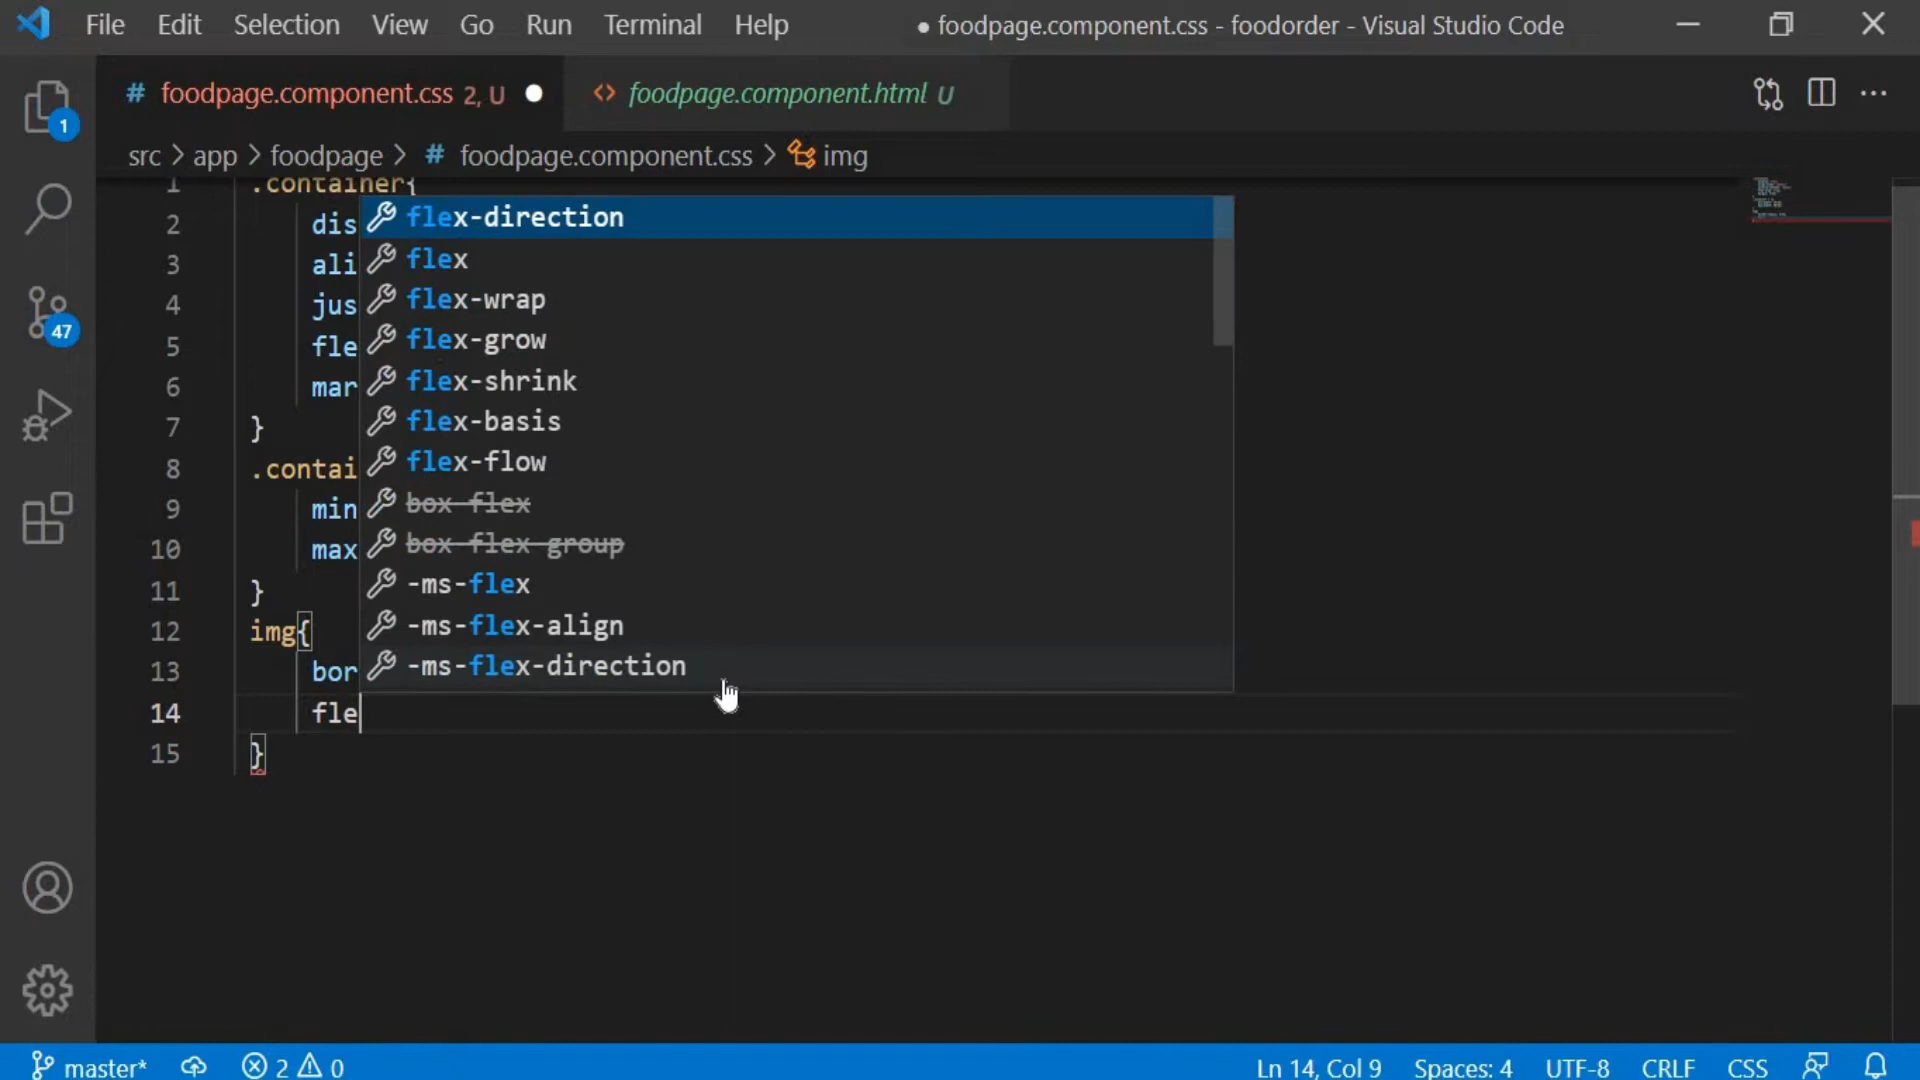 File Edit Selection View Go Run Terminal Help ● foodpage.component.css - foodorder - Visual Studio Code
# foodpage.component.css 2, U ● <> foodpage.component.html U
src > app > foodpage > # foodpage.component.css > img
1 .container{
2 dis
3 ali
4 jus
5 fle
6 mar
7 }
8 .contai
9 min
10 max
11 }
12 img{
13 bor
14 fle
15 }
flex-direction
flex
flex-wrap
flex-grow
flex-shrink
flex-basis
flex-flow
box-flex
box-flex-group
-ms-flex
-ms-flex-align
-ms-flex-direction
1
47
master* 2 0 Ln 14, Col 9 Spaces: 4 UTF-8 CRLF CSS